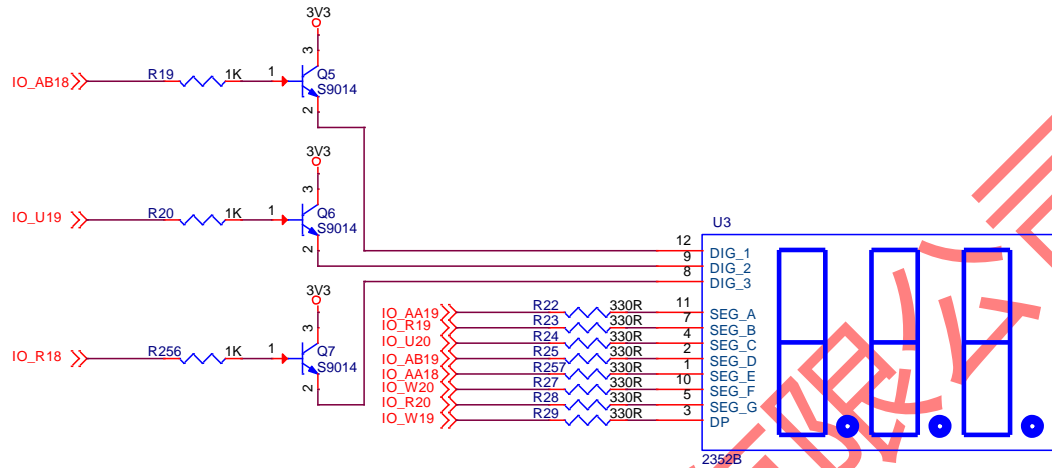 3V3
3
IO_AB18 R19 1K 1 Q5
S9014
2
3V3
3
IO_U19 R20 1K 1 Q6
S9014
2
U3
12 DIG_1
9 DIG_2
8 DIG_3
3V3
3
IO_R18 R256 1K 1 Q7
S9014
2
IO_AA19 R22 330R 11 SEG_A
IO_R19 R23 330R 7 SEG_B
IO_U20 R24 330R 4 SEG_C
IO_AB19 R25 330R 2 SEG_D
IO_AA18 R257 330R 1 SEG_E
IO_W20 R27 330R 10 SEG_F
IO_R20 R28 330R 5 SEG_G
IO_W19 R29 330R 3 DP
2352B
限公司